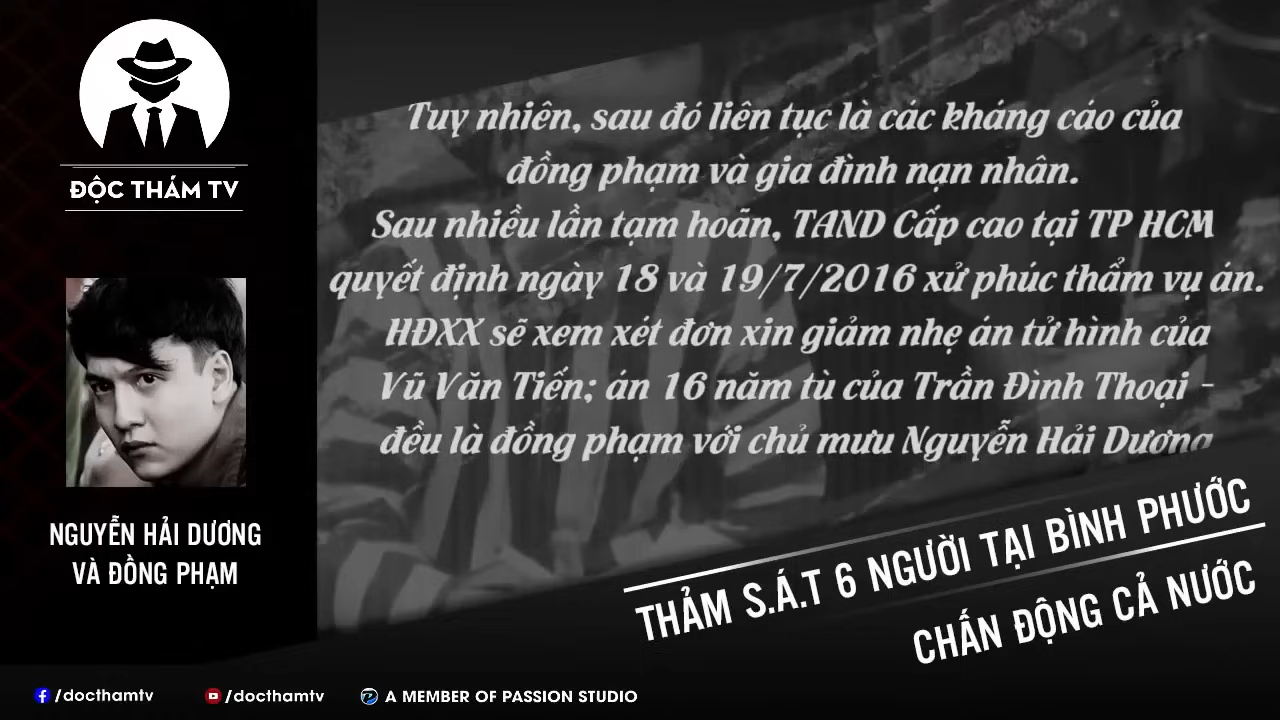 ĐỘC THÁM TV
NGUYỄN HẢI DƯƠNG
VÀ ĐỒNG PHẠM
Tuy nhiên, sau đó liên tục là các kháng cáo của
đồng phạm và gia đình nạn nhân.
Sau nhiều lần tạm hoãn, TAND Cấp cao tại TP HCM
quyết định ngày 18 và 19/7/2016 xử phúc thẩm vụ án.
HĐXX sẽ xem xét đơn xin giảm nhẹ án tử hình của
Vũ Văn Tiến; án 16 năm tù của Trần Đình Thoại -
đều là đồng phạm với chủ mưu Nguyễn Hải Dương
THẢM S.Á.T 6 NGƯỜI TẠI BÌNH PHƯỚC
CHẤN ĐỘNG CẢ NƯỚC
/docthamtv
/docthamtv
A MEMBER OF PASSION STUDIO